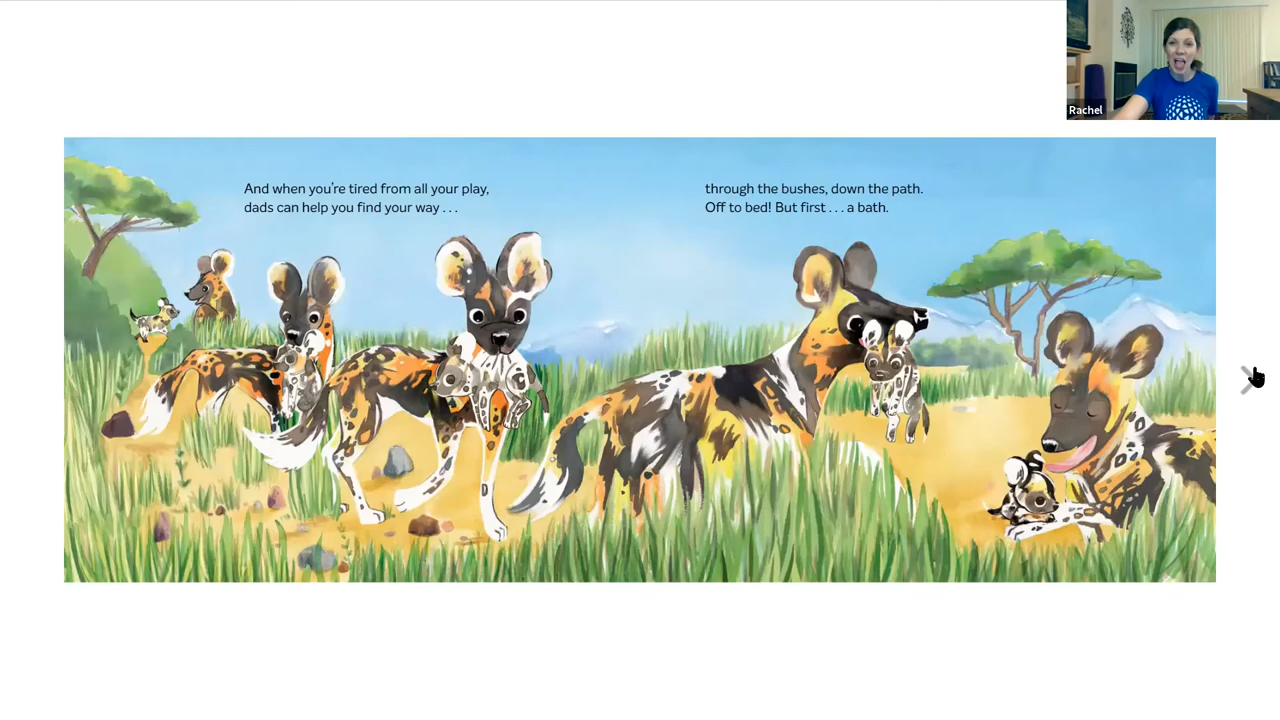 Rachel
And when you're tired from all your play,
dads can help you find your way . . .
through the bushes, down the path.
Off to bed! But first . . . a bath.